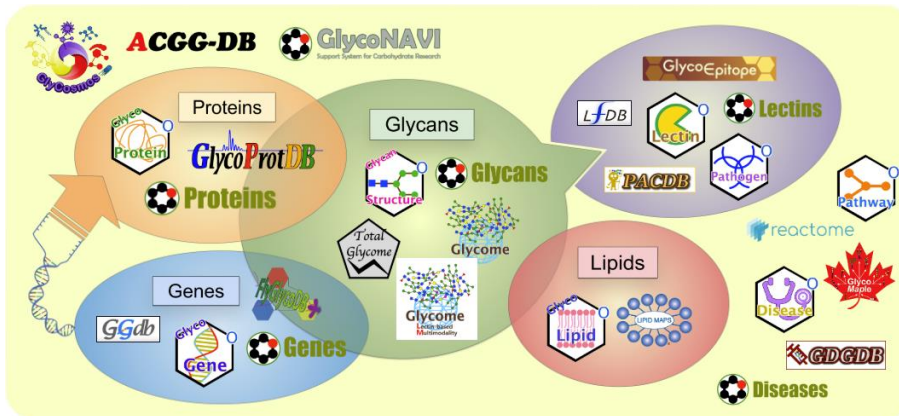 GlyCosmos
ACGG-DB
GlycoNAVI
Support System for Carbohydrate Research
Proteins
Glyco
Protein
GlycoProtDB
Proteins
Glycans
Glycan
Structure
Glycans
Total
Glycome
Glycome
Glycome
Lectin based
Multimodality
GlycoEpitope
LfDB
Lectin
Lectins
PACDB
Pathogen
Pathway
reactome
Glyco
Maple
Disease
GDGDB
Diseases
Lipids
Glyco
Lipid
LIPID MAPS
Genes
GGdb
Glyco
Gene
Genes